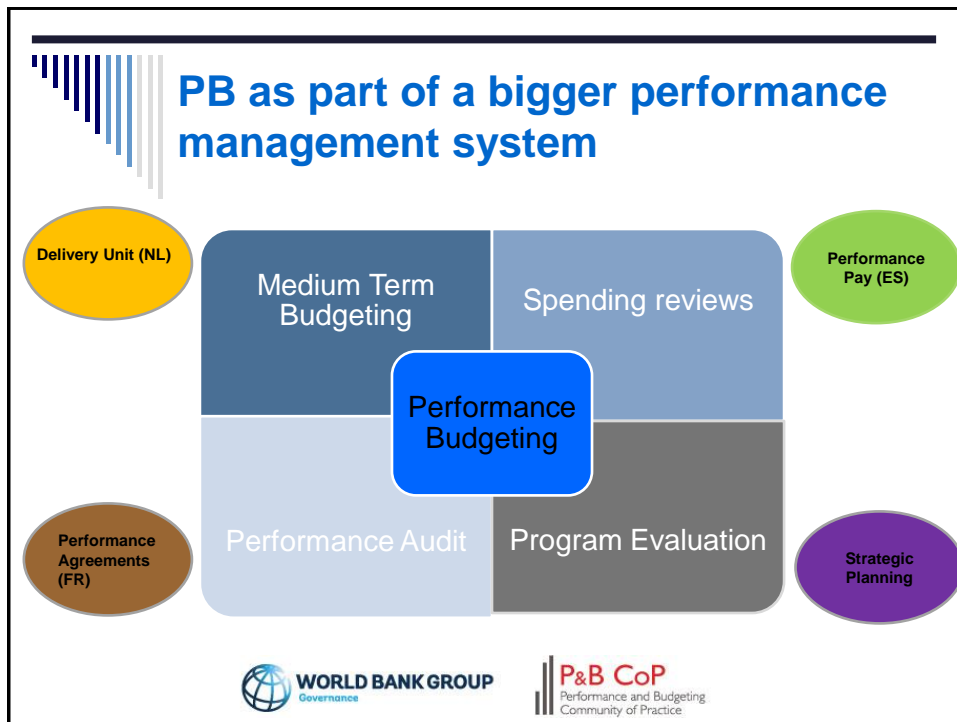 PB as part of a bigger performance
management system
Delivery Unit (NL)
Medium Term
Budgeting
Spending reviews
Performance
Pay (ES)
Performance
Budgeting
Performance
Agreements
(FR)
Performance Audit
Program Evaluation
Strategic
Planning
WORLD BANK GROUP
Governance
P&B CoP
Performance and Budgeting
Community of Practice